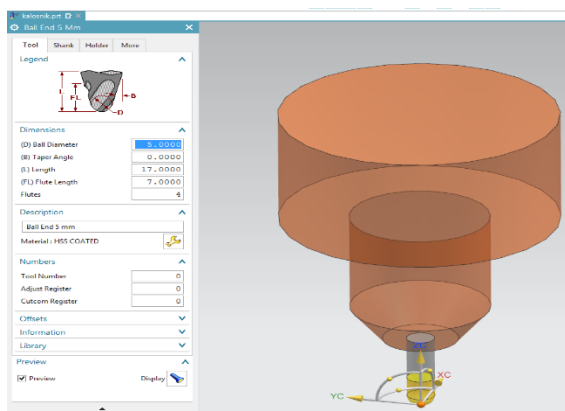 kalosnik.prt
Ball End 5 Mm
Tool Shank Holder More
Legend
L FL B D
Dimensions
(D) Ball Diameter 5.0000
(B) Taper Angle 0.0000
(L) Length 17.0000
(FL) Flute Length 7.0000
Flutes 4
Description
Ball End 5 mm
Material : HSS COATED
Numbers
Tool Number 0
Adjust Register 0
Cutcom Register 0
Offsets
Information
Library
Preview
Preview Display
ZC
XC
YC